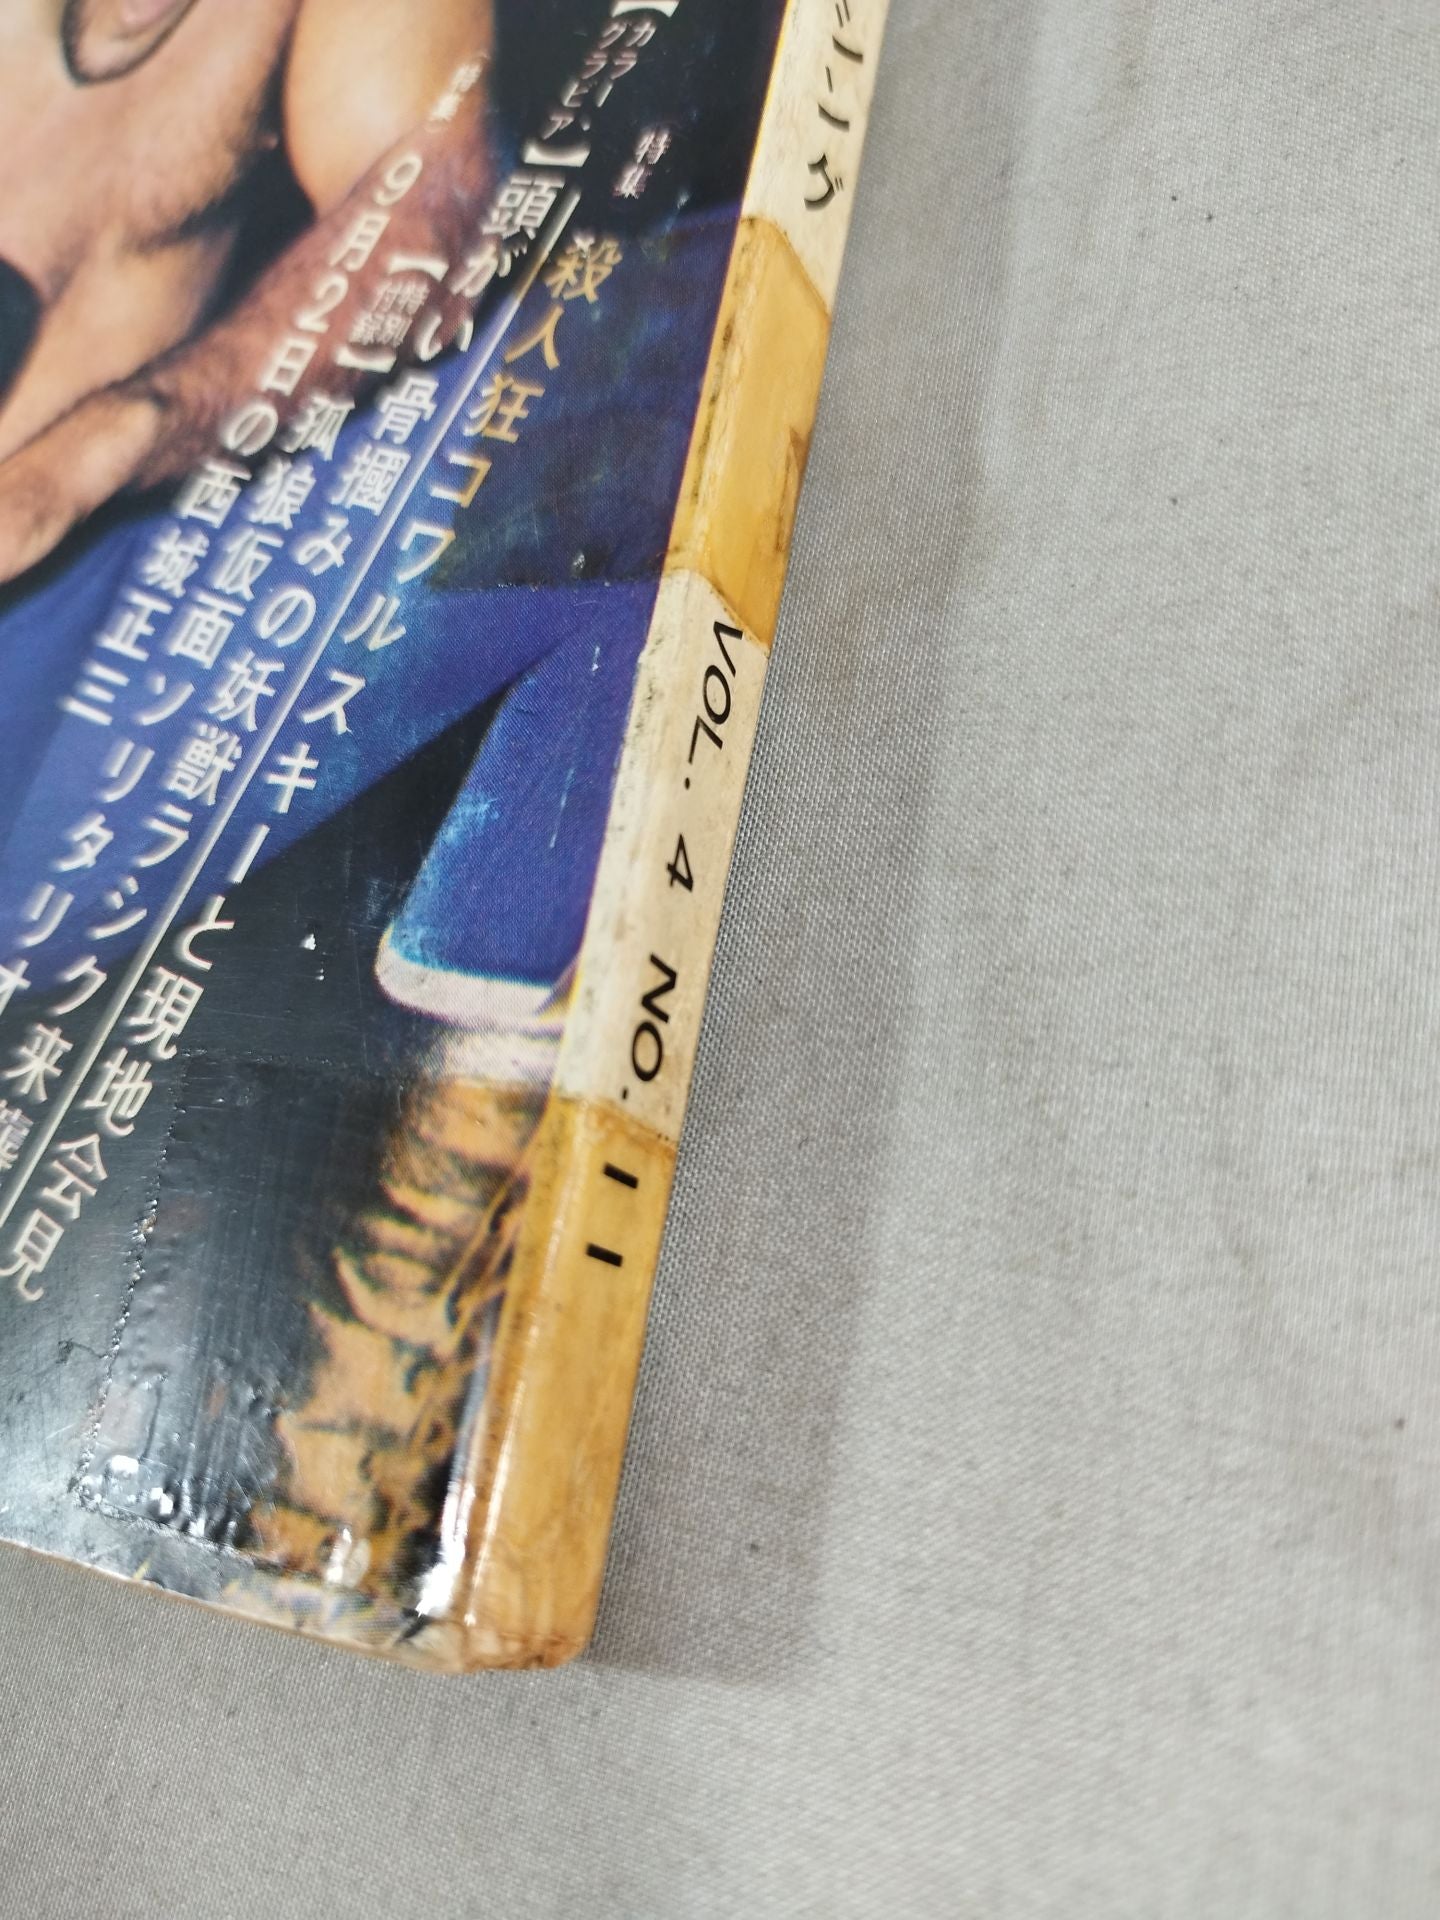 特集
殺人狂コワルスキーと現地会見
【カラーグラビア】頭がい骨摑みの妖獣ラシク来襲
【特別付録】孤狼仮面ソリタリオ
(特集)9月2日の西城正三
ング VOL. 4 NO. 11